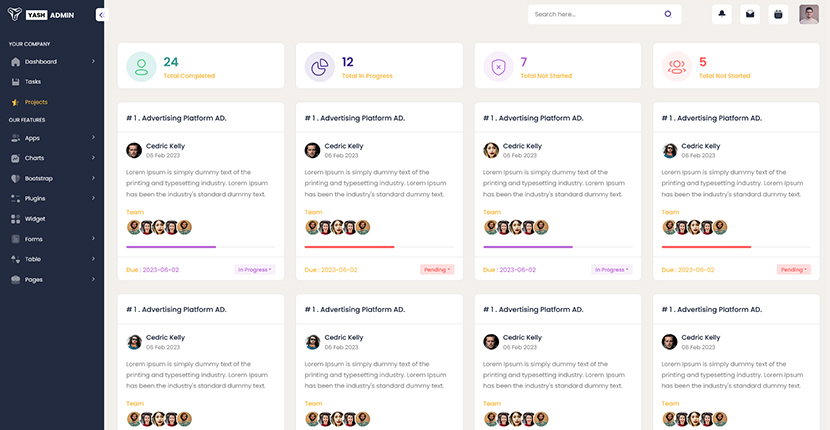 YASH ADMIN
Search here...
YOUR COMPANY
Dashboard
Tasks
Projects
OUR FEATURES
Apps
Charts
Bootstrap
Plugins
Widget
Forms
Table
Pages
24
Total Completed
12
Total In Progress
7
Total Not Started
5
Total Not Started
# 1 . Advertising Platform AD.
Cedric Kelly
06 Feb 2023
Lorem Ipsum is simply dummy text of the
printing and typesetting industry. Lorem Ipsum
has been the industry's standard dummy text.
Team
Due : 2023-06-02
In Progress
# 1 . Advertising Platform AD.
Cedric Kelly
06 Feb 2023
Lorem Ipsum is simply dummy text of the
printing and typesetting industry. Lorem Ipsum
has been the industry's standard dummy text.
Team
Due : 2023-06-02
Pending
# 1 . Advertising Platform AD.
Cedric Kelly
06 Feb 2023
Lorem Ipsum is simply dummy text of the
printing and typesetting industry. Lorem Ipsum
has been the industry's standard dummy text.
Team
Due : 2023-06-02
In Progress
# 1 . Advertising Platform AD.
Cedric Kelly
06 Feb 2023
Lorem Ipsum is simply dummy text of the
printing and typesetting industry. Lorem Ipsum
has been the industry's standard dummy text.
Team
Due : 2023-06-02
Pending
# 1 . Advertising Platform AD.
Cedric Kelly
06 Feb 2023
Lorem Ipsum is simply dummy text of the
printing and typesetting industry. Lorem Ipsum
has been the industry's standard dummy text.
Team
# 1 . Advertising Platform AD.
Cedric Kelly
06 Feb 2023
Lorem Ipsum is simply dummy text of the
printing and typesetting industry. Lorem Ipsum
has been the industry's standard dummy text.
Team
# 1 . Advertising Platform AD.
Cedric Kelly
06 Feb 2023
Lorem Ipsum is simply dummy text of the
printing and typesetting industry. Lorem Ipsum
has been the industry's standard dummy text.
Team
# 1 . Advertising Platform AD.
Cedric Kelly
06 Feb 2023
Lorem Ipsum is simply dummy text of the
printing and typesetting industry. Lorem Ipsum
has been the industry's standard dummy text.
Team